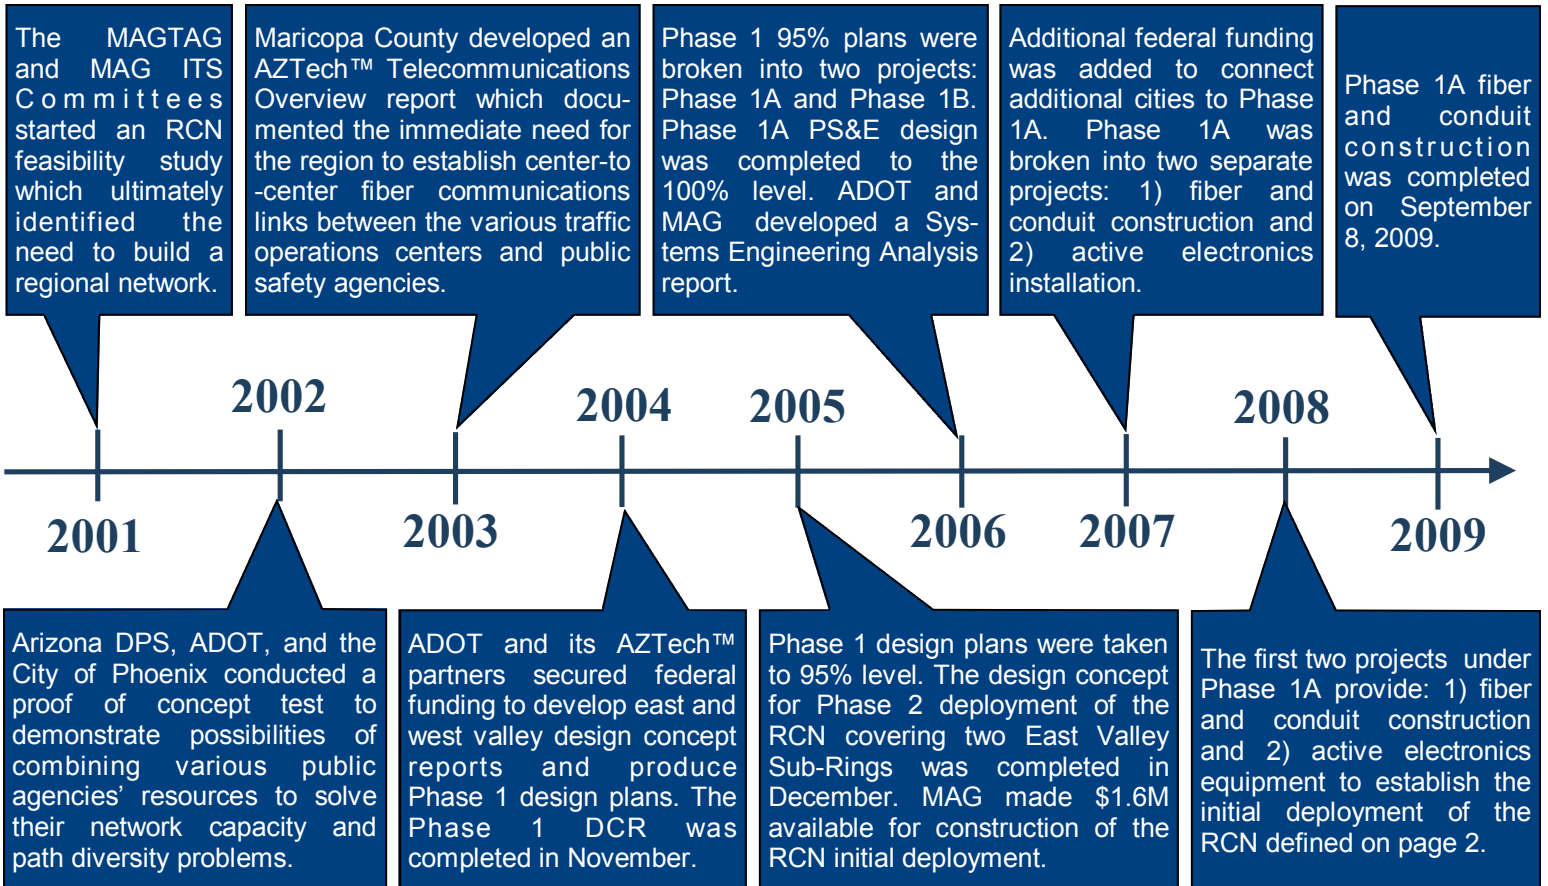 The MAGTAG
and MAG ITS
Committees
started an RCN
feasibility study
which ultimately
identified the
need to build a
regional network.
Maricopa County developed an
AZTech™ Telecommunications
Overview report which docu-
mented the immediate need for
the region to establish center-to
-center fiber communications
links between the various traffic
operations centers and public
safety agencies.
Phase 1 95% plans were
broken into two projects:
Phase 1A and Phase 1B.
Phase 1A PS&E design
was completed to the
100% level. ADOT and
MAG developed a Sys-
tems Engineering Analysis
report.
Additional federal funding
was added to connect
additional cities to Phase
1A. Phase 1A was
broken into two separate
projects: 1) fiber and
conduit construction and
2) active electronics
installation.
Phase 1A fiber
and conduit
construction
was completed
on September
8, 2009.
2002
2004
2005
2008
2001
2003
2006
2007
2009
Arizona DPS, ADOT, and the
City of Phoenix conducted a
proof of concept test to
demonstrate possibilities of
combining various public
agencies’ resources to solve
their network capacity and
path diversity problems.
ADOT and its AZTech™
partners secured federal
funding to develop east and
west valley design concept
reports and produce
Phase 1 design plans. The
Phase 1 DCR was
completed in November.
Phase 1 design plans were taken
to 95% level. The design concept
for Phase 2 deployment of the
RCN covering two East Valley
Sub-Rings was completed in
December. MAG made $1.6M
available for construction of the
RCN initial deployment.
The first two projects under
Phase 1A provide: 1) fiber
and conduit construction
and 2) active electronics
equipment to establish the
initial deployment of the
RCN defined on page 2.